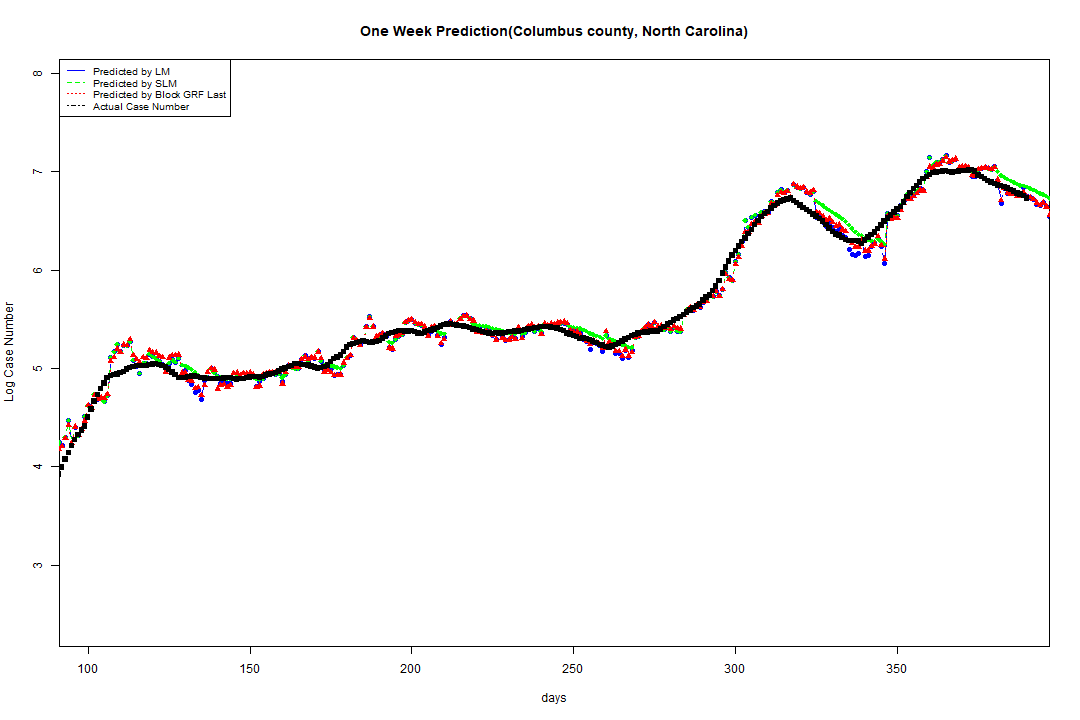 One Week Prediction(Columbus county, North Carolina)
Predicted by LM
Predicted by SLM
Predicted by Block GRF Last
Actual Case Number
8
7
6
5
4
3
Log Case Number
100 150 200 250 300 350
days